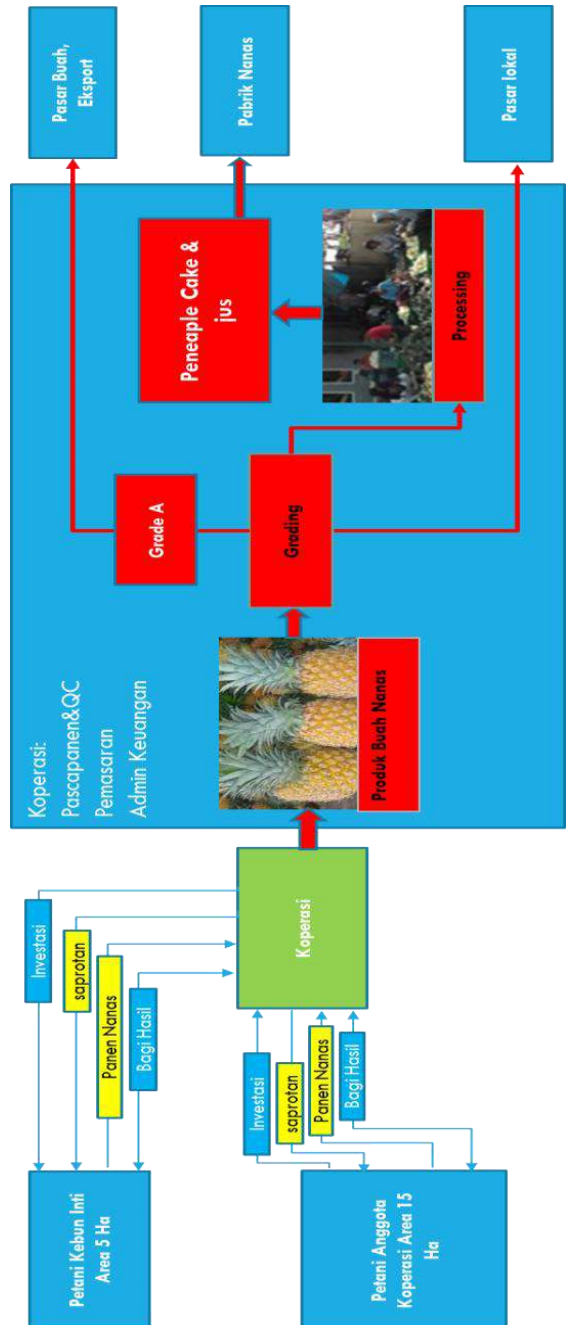 Petani Kebun Inti
Area 5 Ha
Investasi
saprotan
Panen Nanas
Bagi Hasil
Petani Anggota
Koperasi Area 15
Ha
Investasi
saprotan
Panen Nanas
Bagi Hasil
Koperasi
Koperasi:
Pascapanen&QC
Pemasaran
Admin Keuangan
Produk Buah Nanas
Grade A
Grading
Peneaple Cake &
jus
Processing
Pasar Buah,
Eksport
Pabrik Nanas
Pasar lokal